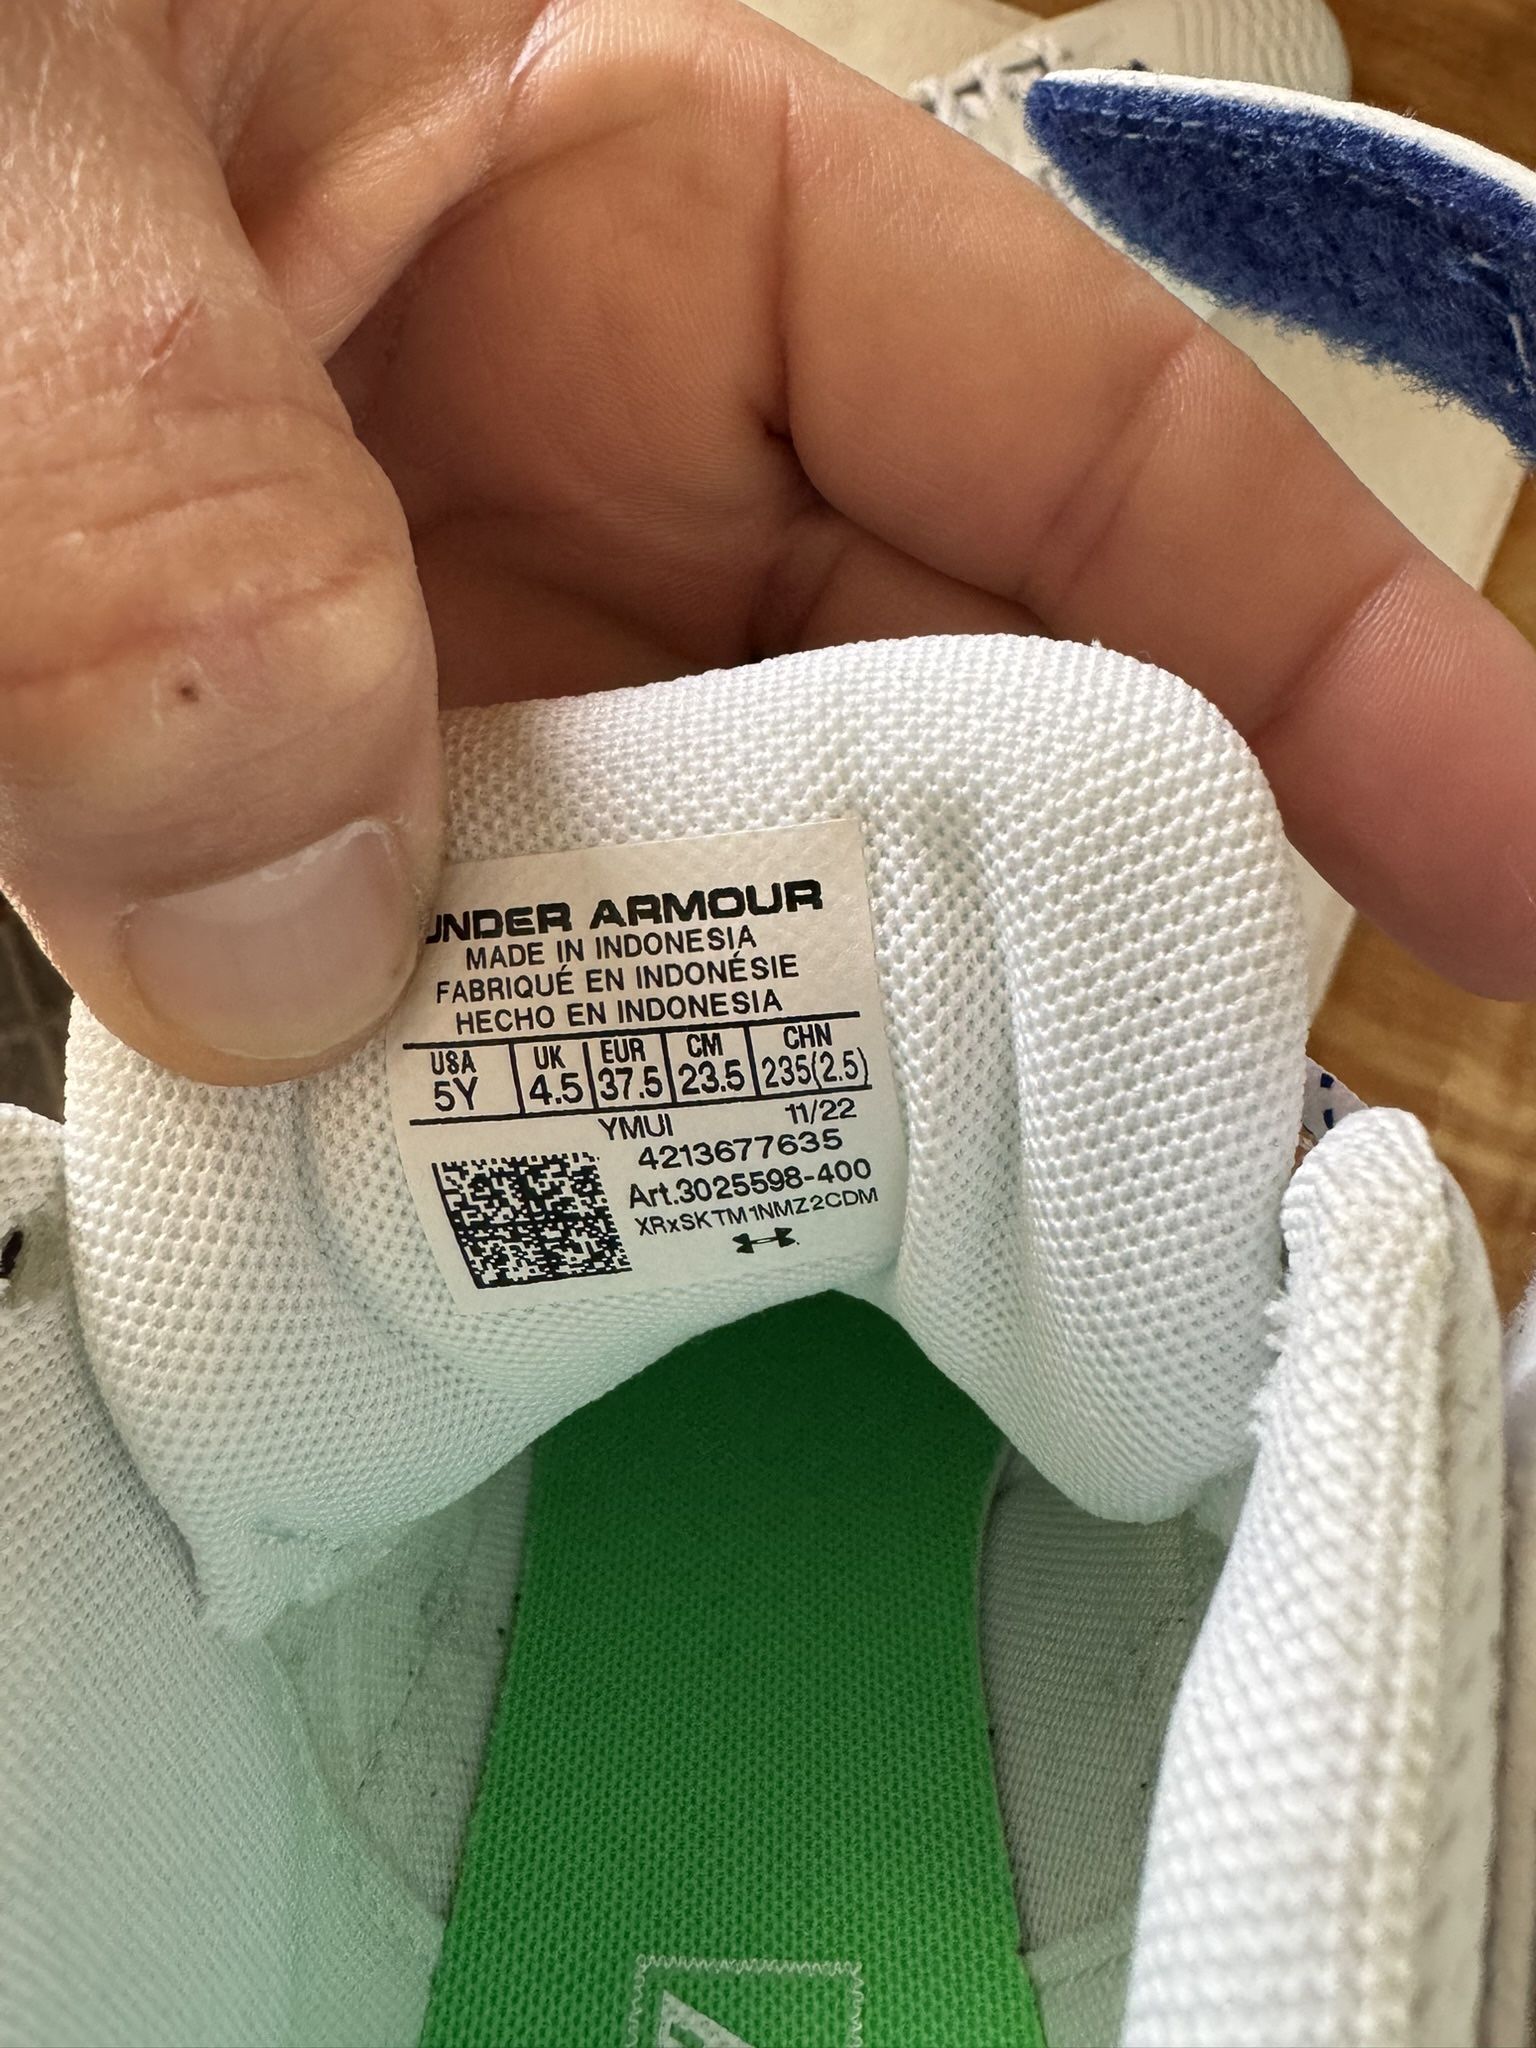 UNDER ARMOUR
MADE IN INDONESIA
FABRIQUÉ EN INDONÉSIE
HECHO EN INDONESIA
USA UK EUR CM CHN
5Y 4.5 37.5 23.5 235(2.5)
YMUI 11/22
4213677635
Art.3025598-400
XRxSKTM1NMZ2CDM